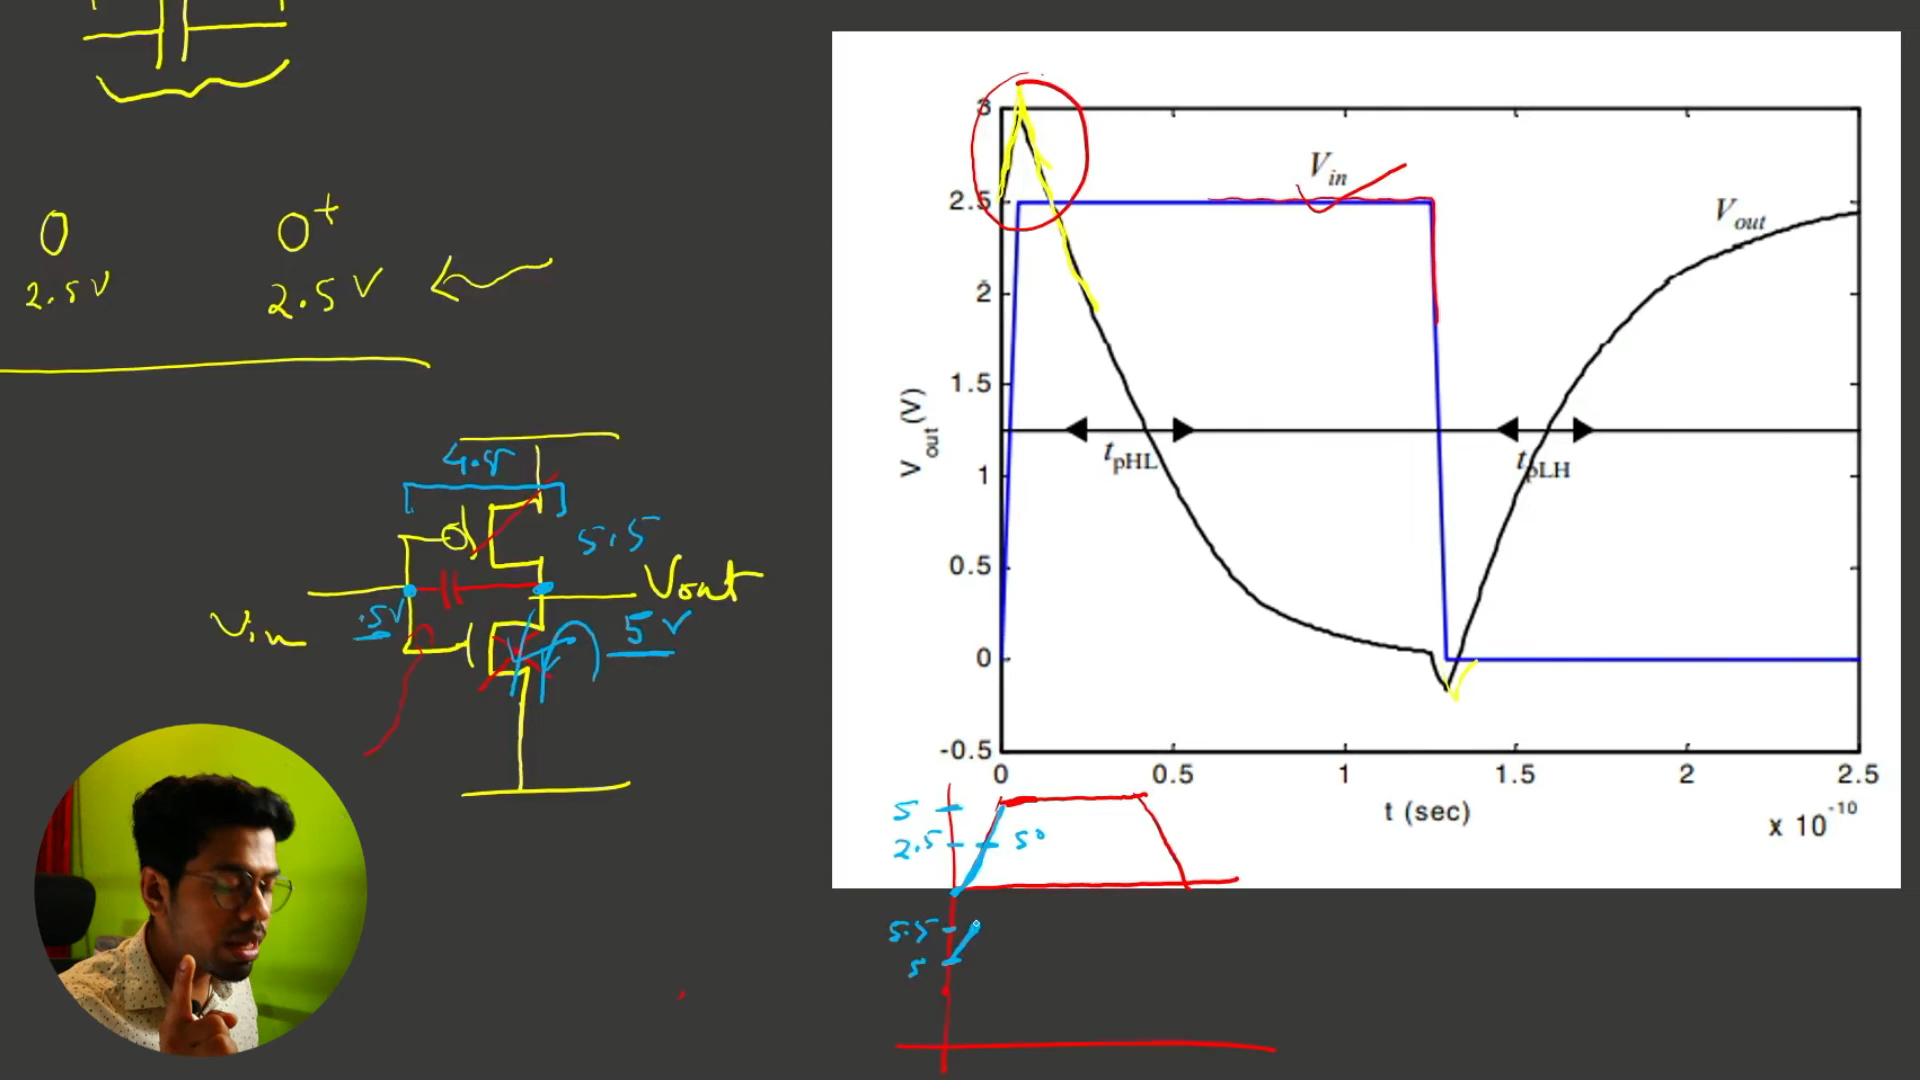 0 0+
2.5V 2.5V
4.5
5.5
Vin
.5V
Vout
5V
Vin
Vout
Vout (V)
3
2.5
2
1.5
1
0.5
0
-0.5
tpHL
tpLH
0 0.5 1 1.5 2 2.5
t (sec)
x 10-10
5
2.5
5.5
5